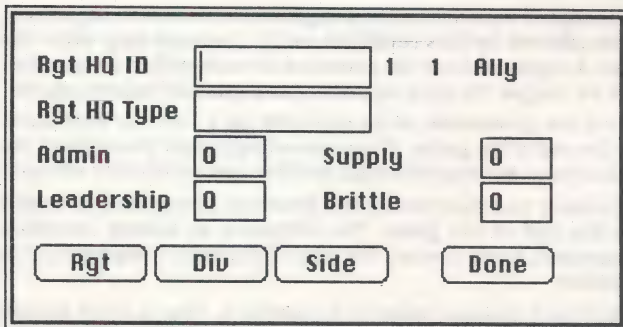 Rgt HQ ID 1 1 Ally
Rgt HQ Type
Admin 0 Supply 0
Leadership 0 Brittle 0
Rgt Div Side Done